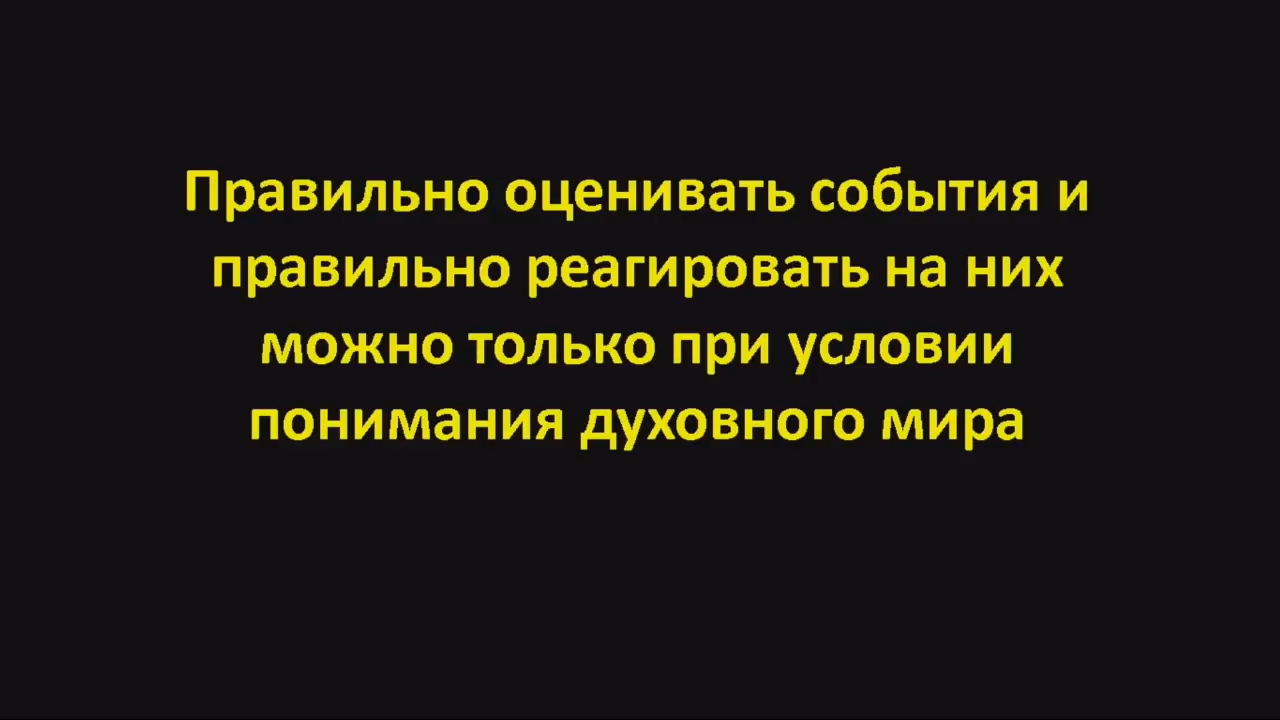 Правильно оценивать события и
правильно реагировать на них
можно только при условии
понимания духовного мира